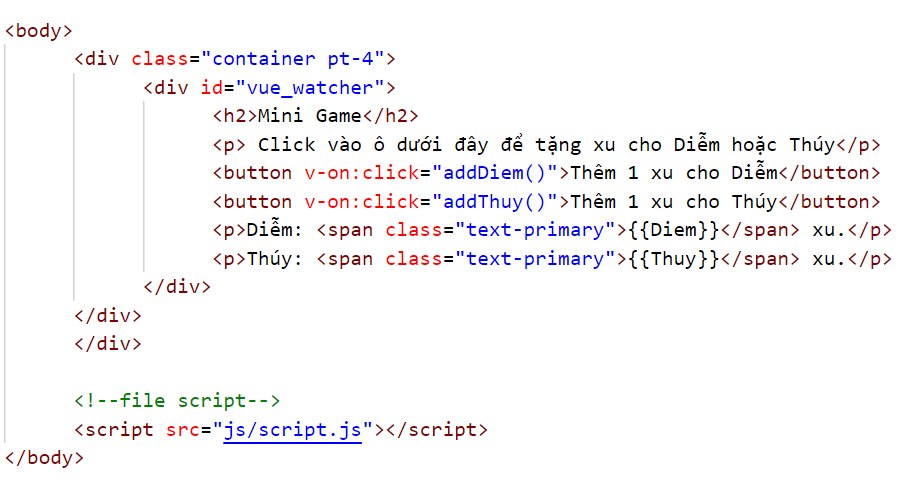 <body>
<div class="container pt-4">
<div id="vue_watcher">
<h2>Mini Game</h2>
<p> Click vào ô dưới đây để tặng xu cho Diễm hoặc Thúy</p>
<button v-on:click="addDiem()">Thêm 1 xu cho Diễm</button>
<button v-on:click="addThuy()">Thêm 1 xu cho Thúy</button>
<p>Diễm: <span class="text-primary">{{Diem}}</span> xu.</p>
<p>Thúy: <span class="text-primary">{{Thuy}}</span> xu.</p>
</div>
</div>
</div>
<!--file script-->
<script src="js/script.js"></script>
</body>